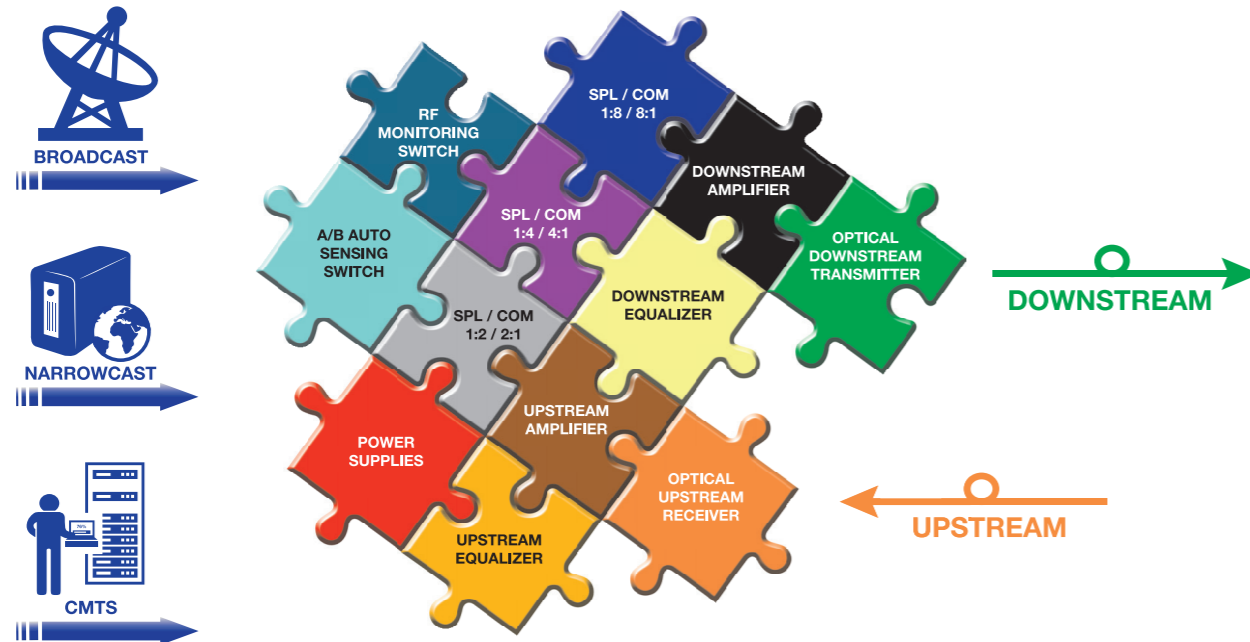 BROADCAST
NARROWCAST
CMTS
RF
MONITORING
SWITCH
SPL / COM
1:8 / 8:1
DOWNSTREAM
AMPLIFIER
A/B AUTO
SENSING
SWITCH
SPL / COM
1:4 / 4:1
OPTICAL
DOWNSTREAM
TRANSMITTER
SPL / COM
1:2 / 2:1
DOWNSTREAM
EQUALIZER
POWER
SUPPLIES
UPSTREAM
AMPLIFIER
OPTICAL
UPSTREAM
RECEIVER
UPSTREAM
EQUALIZER
DOWNSTREAM
UPSTREAM